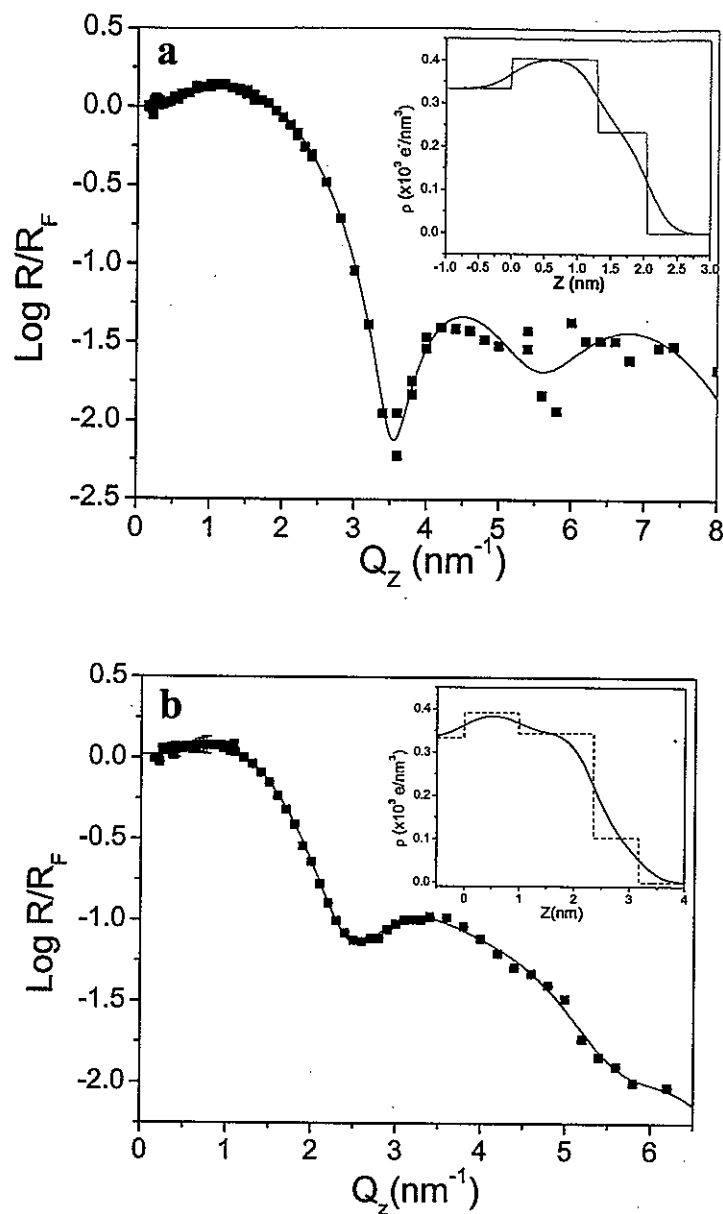 a
0.5
0.0
-0.5
-1.0
-1.5
-2.0
-2.5
Log R/R_F
0 1 2 3 4 5 6 7 8
Q_Z (nm⁻¹)
0.4
0.3
0.2
0.1
0.0
ρ (x10³ e⁻/nm³)
-1.0 -0.5 0.0 0.5 1.0 1.5 2.0 2.5 3.0
Z (nm)
b
0.5
0.0
-0.5
-1.0
-1.5
-2.0
Log R/R_F
0 1 2 3 4 5 6
Q_z(nm⁻¹)
0.4
0.3
0.2
0.1
0.0
ρ (x10³ e/nm³)
0 1 2 3 4
Z(nm)